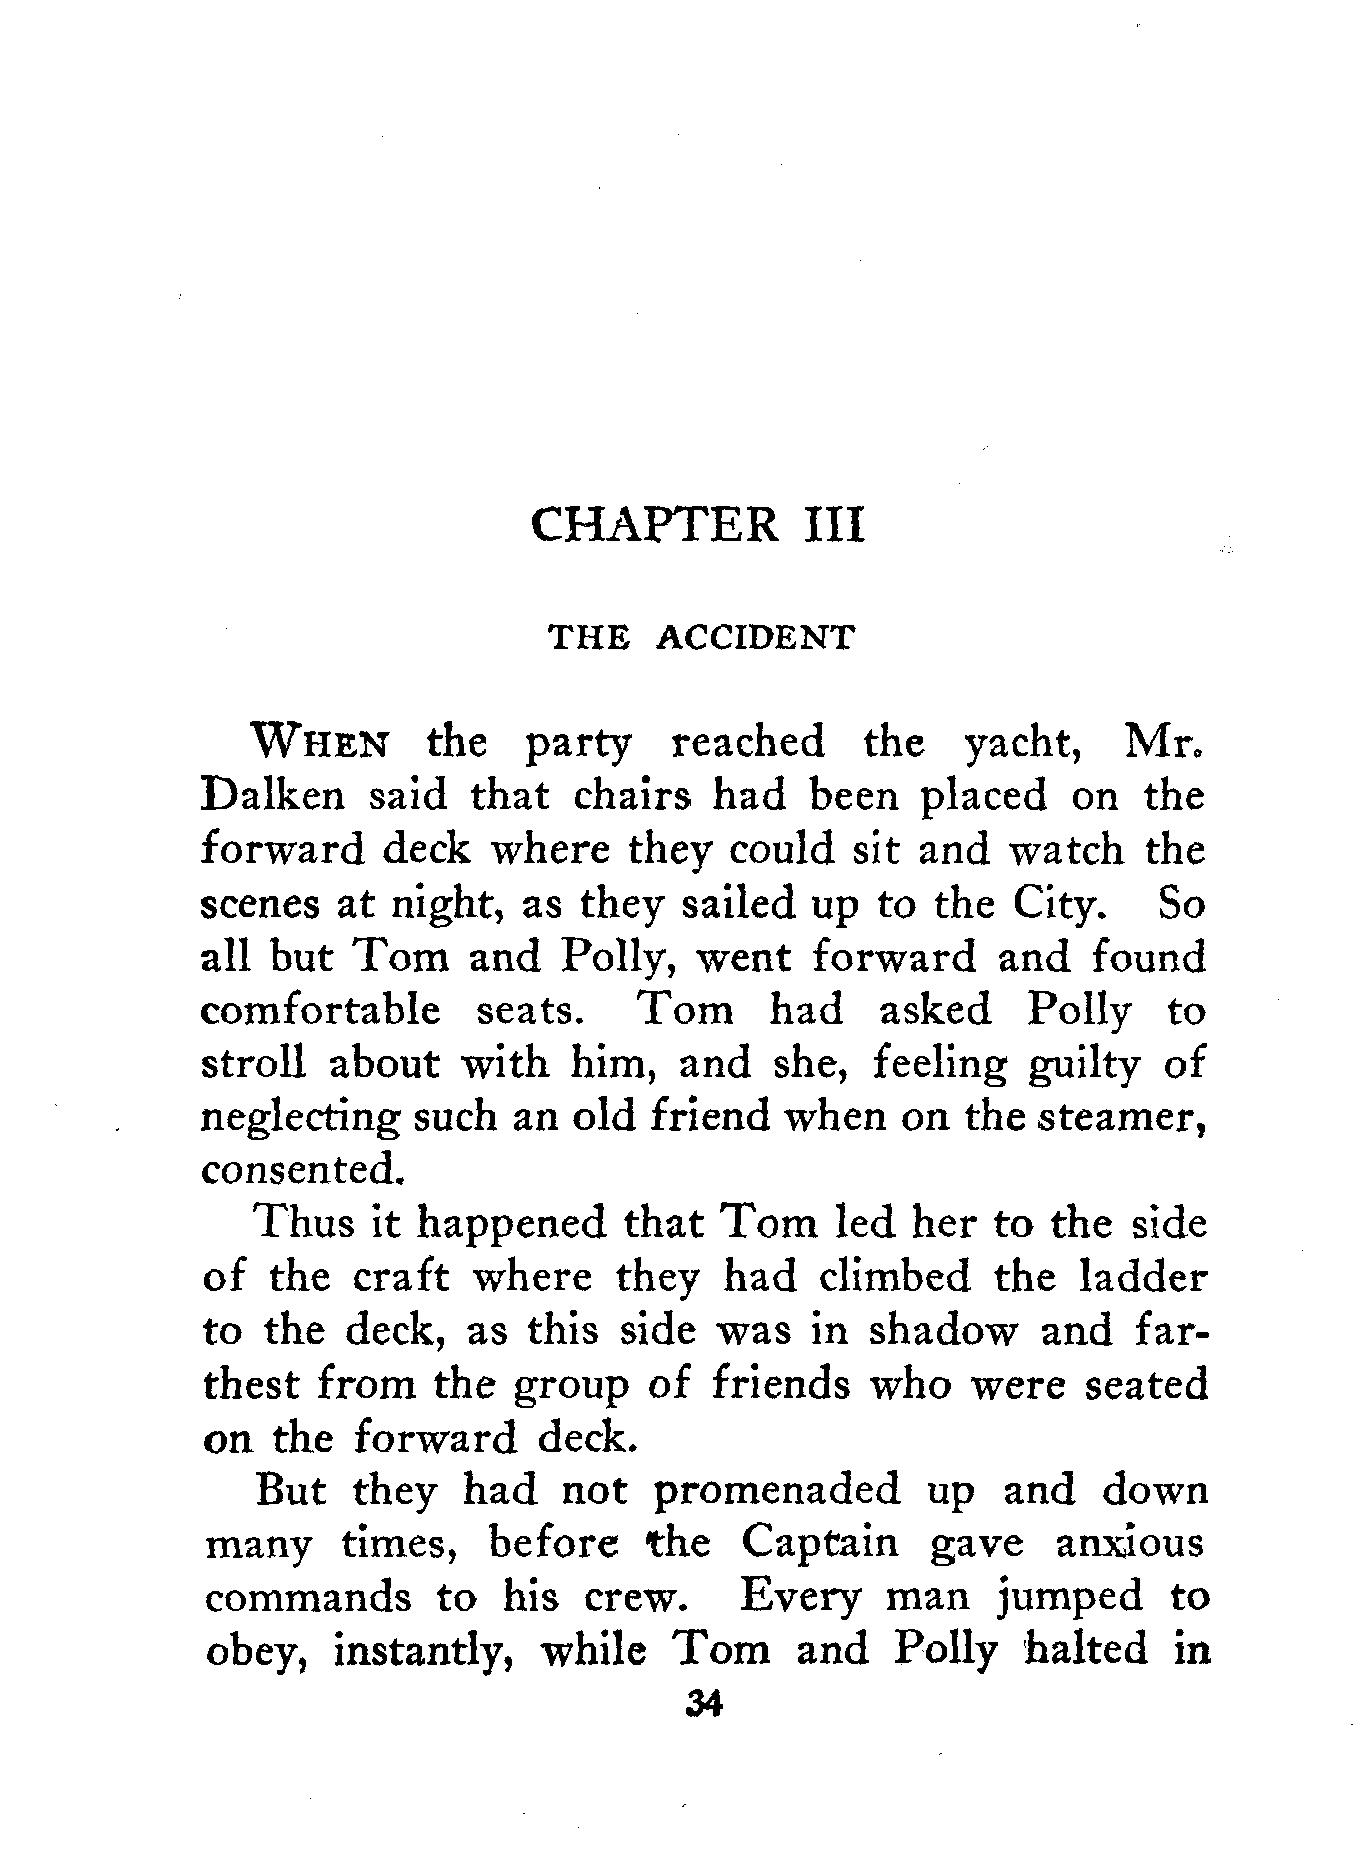 CHAPTER III
THE ACCIDENT
WHEN the party reached the yacht, Mr.
Dalken said that chairs had been placed on the
forward deck where they could sit and watch the
scenes at night, as they sailed up to the City. So
all but Tom and Polly, went forward and found
comfortable seats. Tom had asked Polly to
stroll about with him, and she, feeling guilty of
neglecting such an old friend when on the steamer,
consented.
Thus it happened that Tom led her to the side
of the craft where they had climbed the ladder
to the deck, as this side was in shadow and far-
thest from the group of friends who were seated
on the forward deck.
But they had not promenaded up and down
many times, before the Captain gave anxious
commands to his crew. Every man jumped to
obey, instantly, while Tom and Polly halted in
34